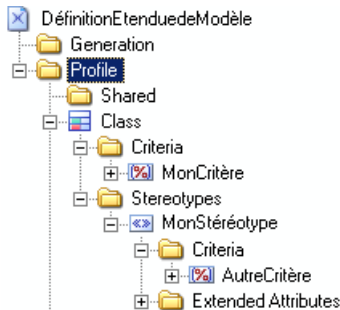 DéfinitionEtenduedeModèle
Generation
Profile
Shared
Class
Criteria
MonCritère
Stereotypes
MonStéréotype
Criteria
AutreCritère
Extended Attributes